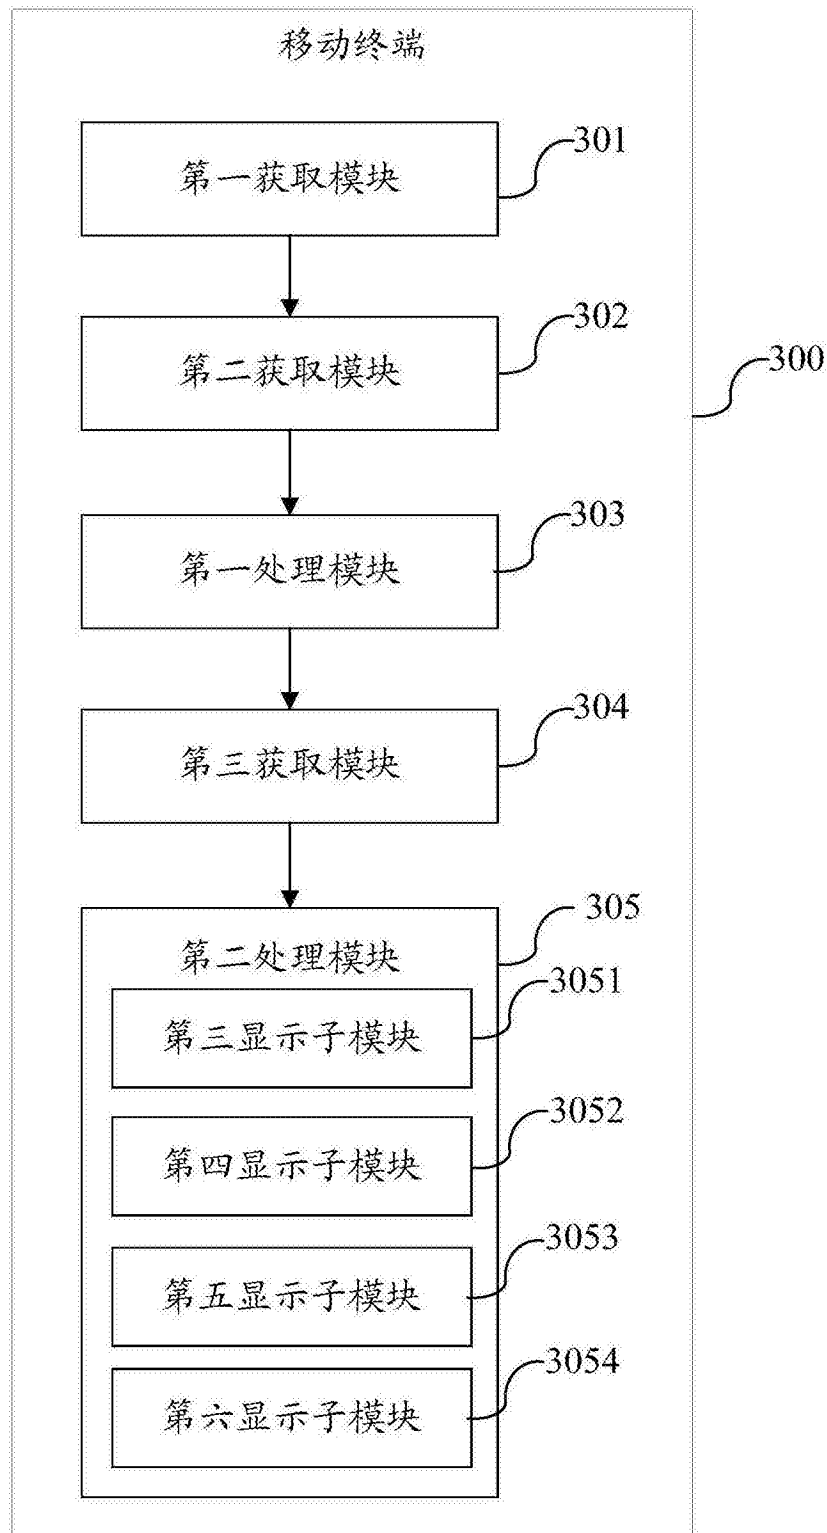 移动终端
第一获取模块
301
第二获取模块
302
300
第一处理模块
303
第三获取模块
304
第二处理模块
305
第三显示子模块
3051
第四显示子模块
3052
第五显示子模块
3053
第六显示子模块
3054